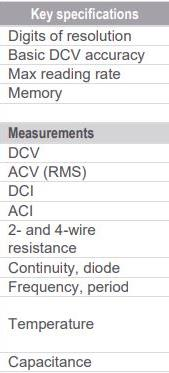 Key specifications
Digits of resolution
Basic DCV accuracy
Max reading rate
Memory
Measurements
DCV
ACV (RMS)
DCI
ACI
2- and 4-wire
resistance
Continuity, diode
Frequency, period
Temperature
Capacitance